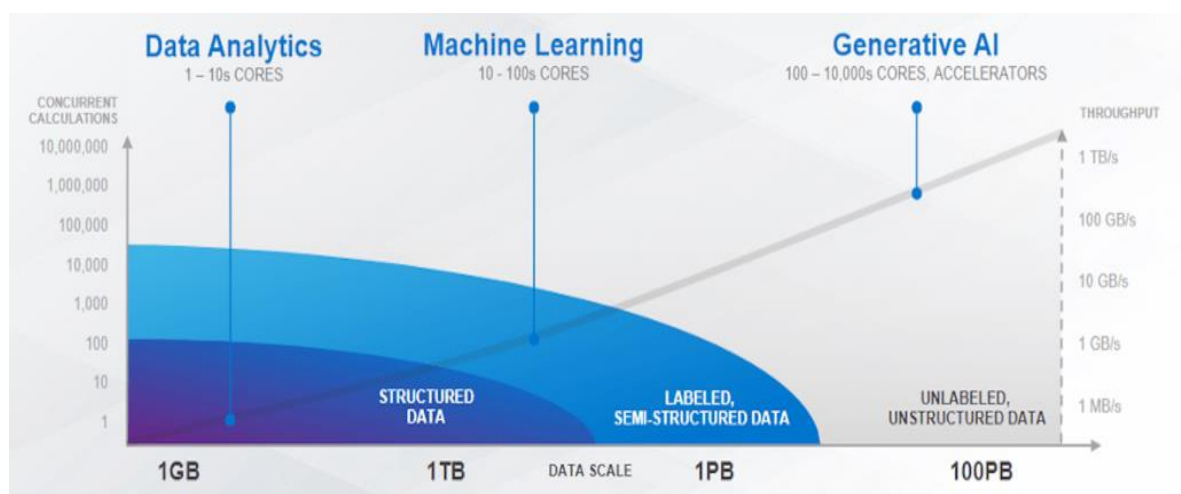 Data Analytics
1 – 10s CORES
Machine Learning
10 - 100s CORES
Generative AI
100 – 10,000s CORES, ACCELERATORS
CONCURRENT
CALCULATIONS
10,000,000
1,000,000
100,000
10,000
1,000
100
10
1
THROUGHPUT
1 TB/s
100 GB/s
10 GB/s
1 GB/s
1 MB/s
STRUCTURED
DATA
LABELED,
SEMI-STRUCTURED DATA
UNLABELED,
UNSTRUCTURED DATA
1GB
1TB
DATA SCALE
1PB
100PB